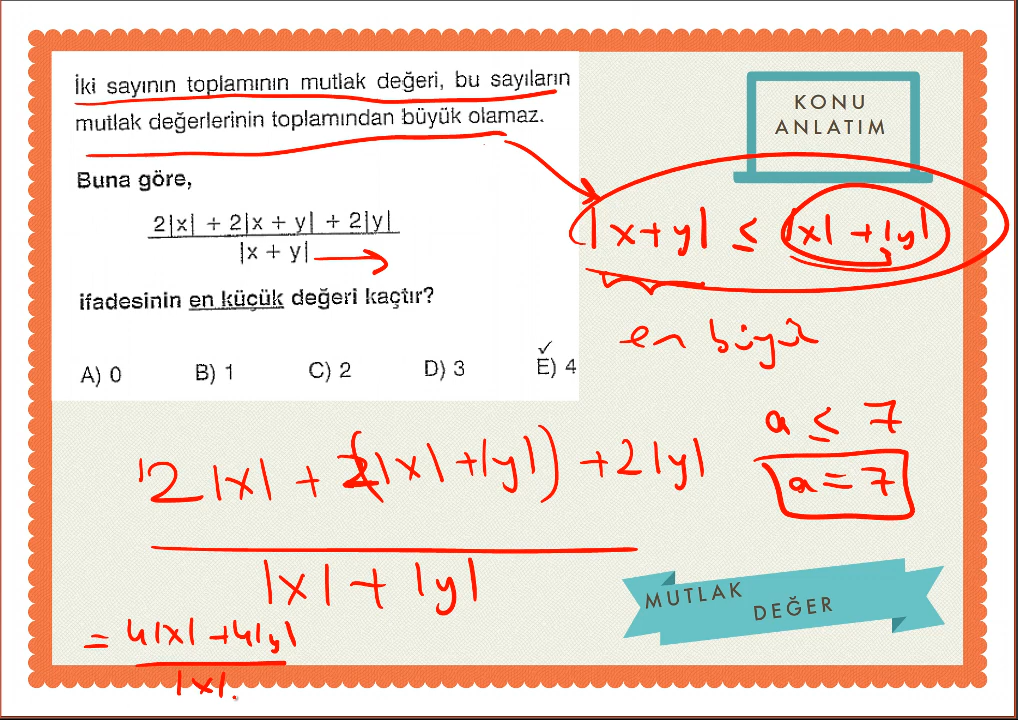 İki sayının toplamının mutlak değeri, bu sayıların
mutlak değerlerinin toplamından büyük olamaz.
Buna göre,
2|x| + 2|x + y| + 2|y|
|x + y|
ifadesinin en küçük değeri kaçtır?
A) 0 B) 1 C) 2 D) 3 E) 4
KONU
ANLATIM
|x+y| ≤ |x| + |y|
en büyük
a ≤ 7
a = 7
2|x| + 2(|x| + |y|) + 2|y|
|x| + |y|
= 4|x| + 4|y|
|x|.
MUTLAK
DEĞER